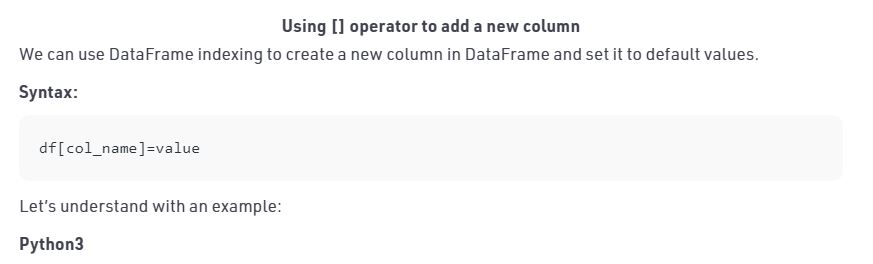 Using [] operator to add a new column
We can use DataFrame indexing to create a new column in DataFrame and set it to default values.
Syntax:
df[col_name]=value
Let’s understand with an example:
Python3